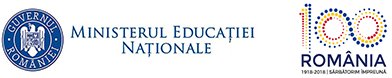 GUVERNUL ROMÂNIEI
MINISTERUL EDUCAȚIEI
NAȚIONALE
100
ROMÂNIA
1918-2018 | SĂRBĂTORIM ÎMPREUNĂ